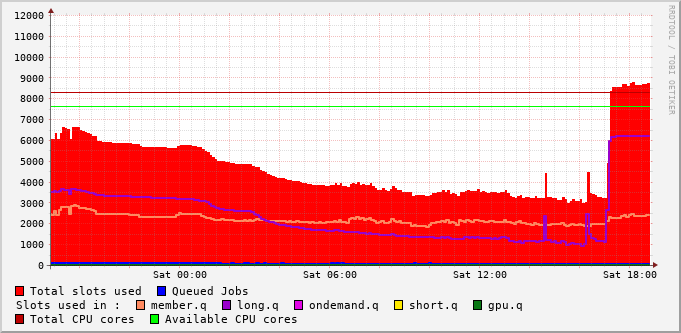 12000
11000
10000
9000
8000
7000
6000
5000
4000
3000
2000
1000
0
Sat 00:00 Sat 06:00 Sat 12:00 Sat 18:00
Total slots used Queued Jobs
Slots used in : member.q long.q ondemand.q short.q gpu.q
Total CPU cores Available CPU cores
RRDTOOL / TOBI OETIKER